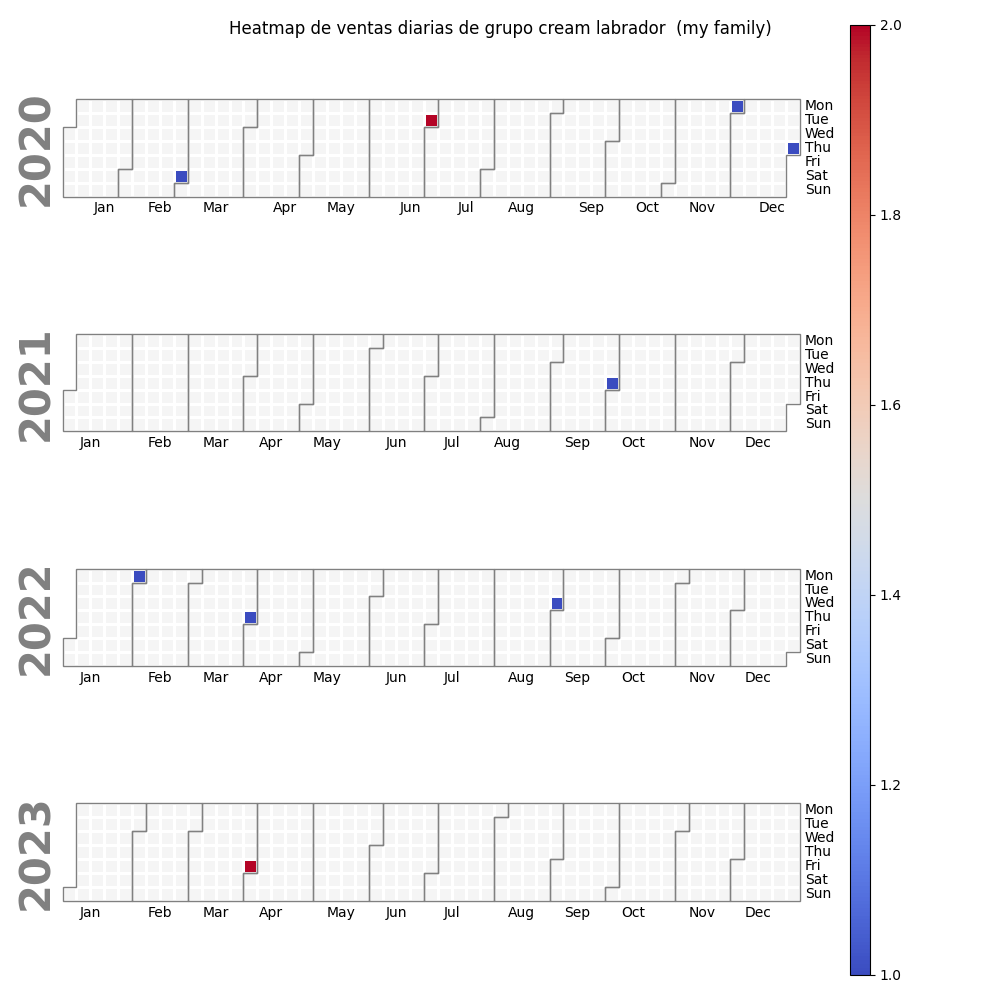 Heatmap de ventas diarias de grupo cream labrador  (my family)
2020
Mon
Tue
Wed
Thu
Fri
Sat
Sun
Jan Feb Mar Apr May Jun Jul Aug Sep Oct Nov Dec
2021
Mon
Tue
Wed
Thu
Fri
Sat
Sun
Jan Feb Mar Apr May Jun Jul Aug Sep Oct Nov Dec
2022
Mon
Tue
Wed
Thu
Fri
Sat
Sun
Jan Feb Mar Apr May Jun Jul Aug Sep Oct Nov Dec
2023
Mon
Tue
Wed
Thu
Fri
Sat
Sun
Jan Feb Mar Apr May Jun Jul Aug Sep Oct Nov Dec
2.0
1.8
1.6
1.4
1.2
1.0